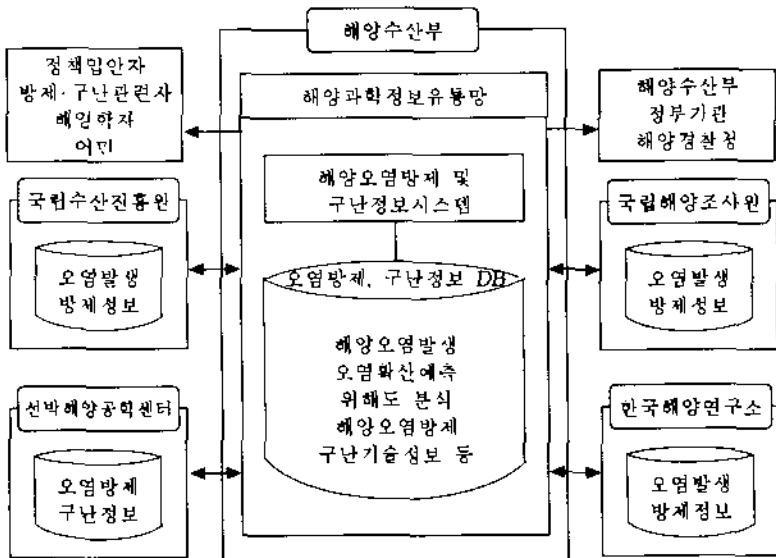 해양수산부
정책입안자
방제·구난관련자
해일학자
어민
해양과학정보유통망
해양수산부
정부기관
해양경찰청
해양오염방제 및
구난정보시스템
국립수산진흥원
오염발생
방제정보
오염방제, 구난정보 DB
해양오염발생
오염확산예측
위해도 분석
해양오염방제
구난기술정보 등
국립해양조사원
오염발생
방제정보
선박해양공학센터
오염방제
구난정보
한국해양연구소
오염발생
방제정보